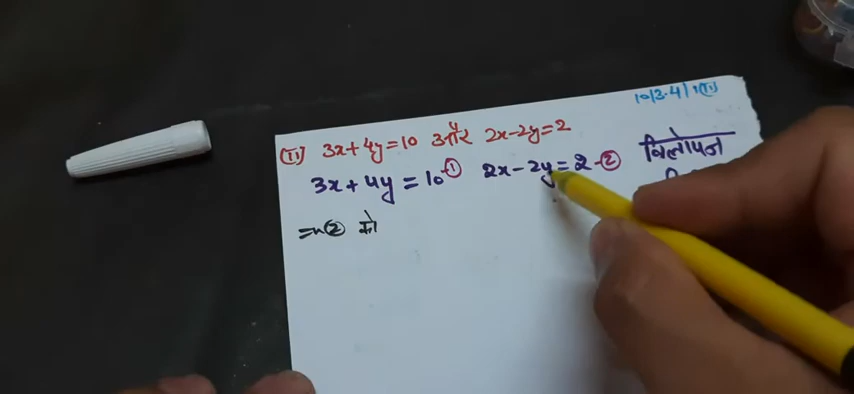 10/3.4/1(ii)
(ii) 3x+4y=10 और 2x-2y=2
3x+4y=10-① 2x-2y=2-② विलोपन
② को